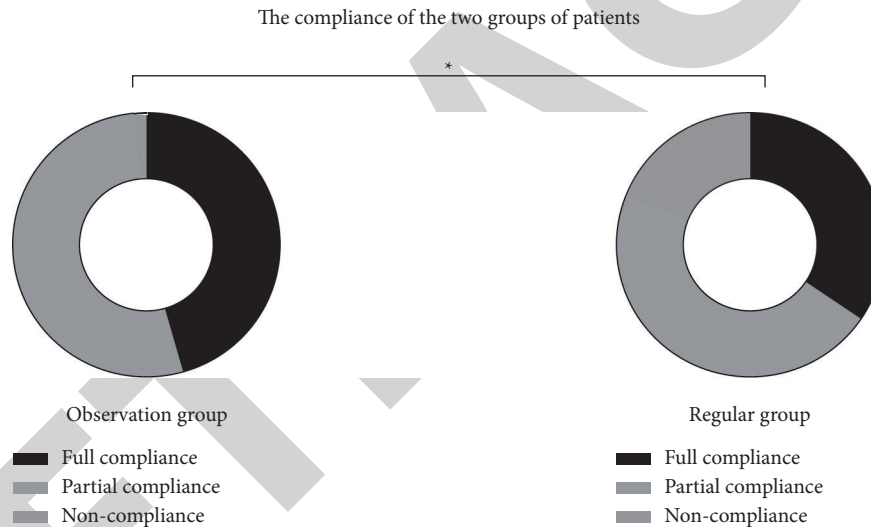 The compliance of the two groups of patients
*
Observation group
Full compliance
Partial compliance
Non-compliance
Regular group
Full compliance
Partial compliance
Non-compliance